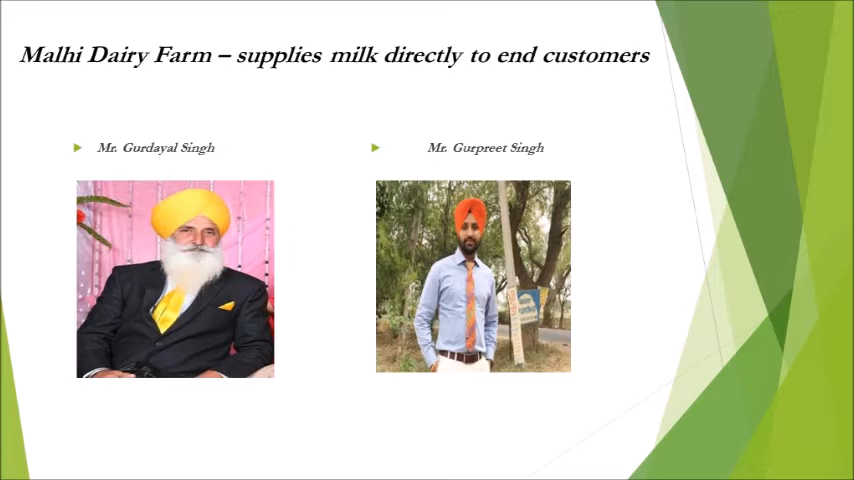 Malhi Dairy Farm – supplies milk directly to end customers
Mr. Gurdayal Singh
Mr. Gurpreet Singh